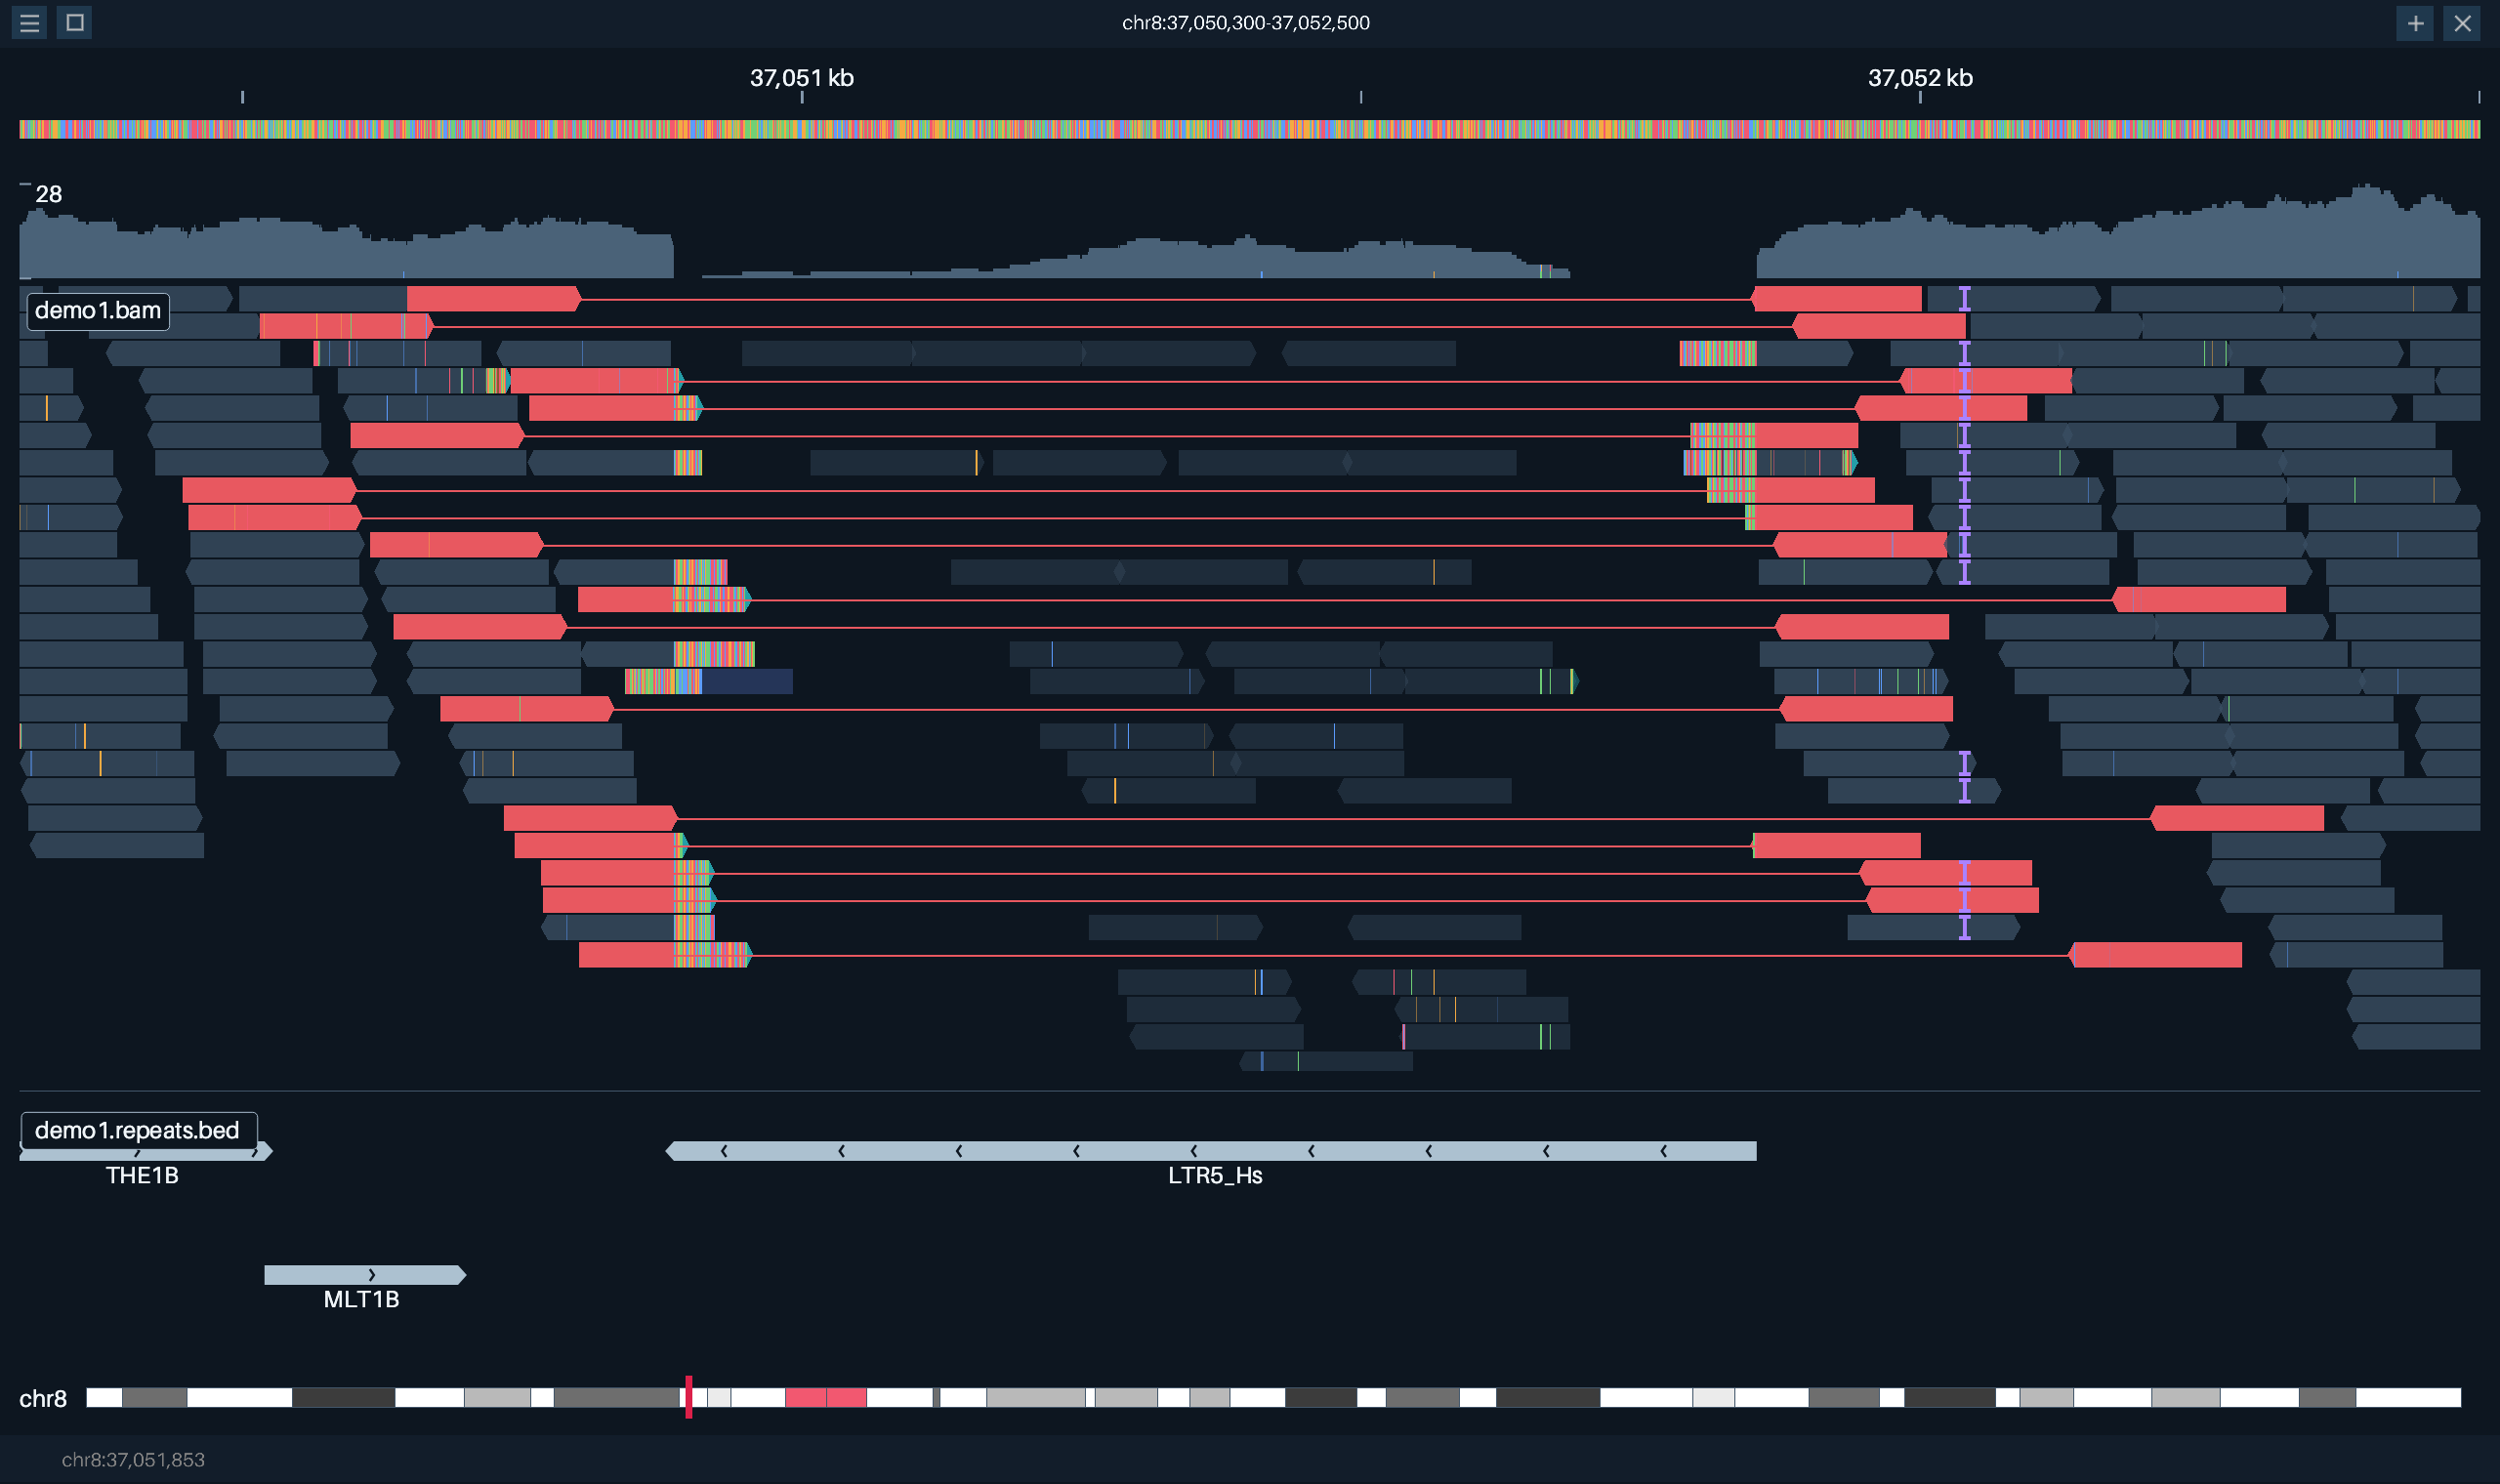 chr8:37,050,300-37,052,500
37,051 kb
37,052 kb
28
demo1.bam
demo1.repeats.bed
THE1B
LTR5_Hs
MLT1B
chr8
chr8:37,051,853